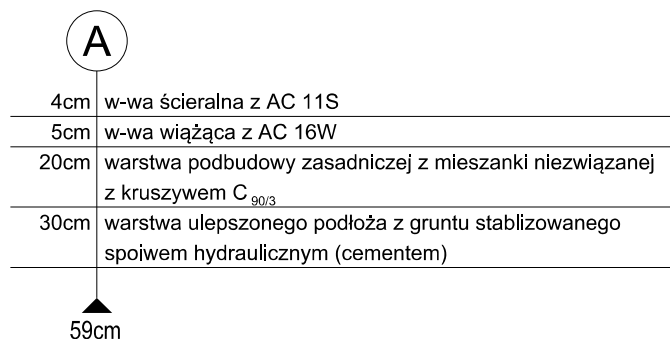 A
4cm w-wa ścieralna z AC 11S
5cm w-wa wiążąca z AC 16W
20cm warstwa podbudowy zasadniczej z mieszanki niezwiązanej
z kruszywem C 90/3
30cm warstwa ulepszonego podłoża z gruntu stablizowanego
spoiwem hydraulicznym (cementem)
59cm